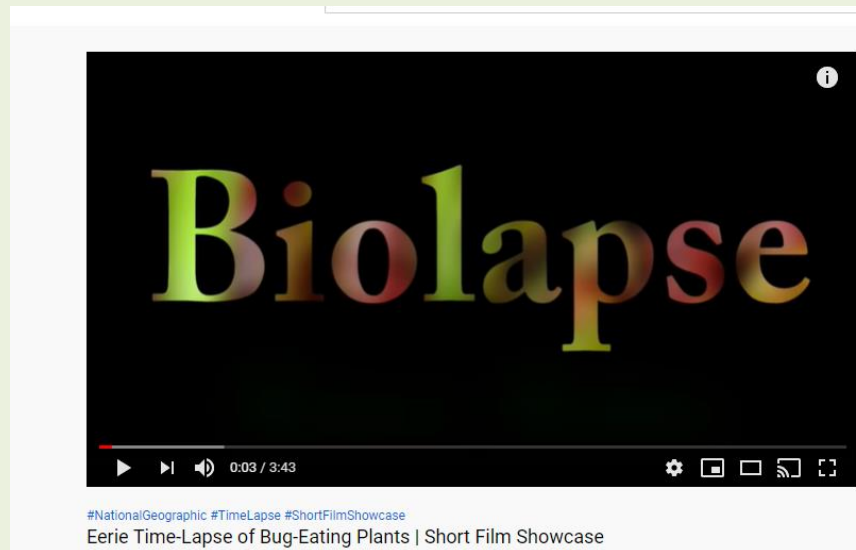 i
Biolapse
0:03 / 3:43
#NationalGeographic #TimeLapse #ShortFilmShowcase
Eerie Time-Lapse of Bug-Eating Plants | Short Film Showcase